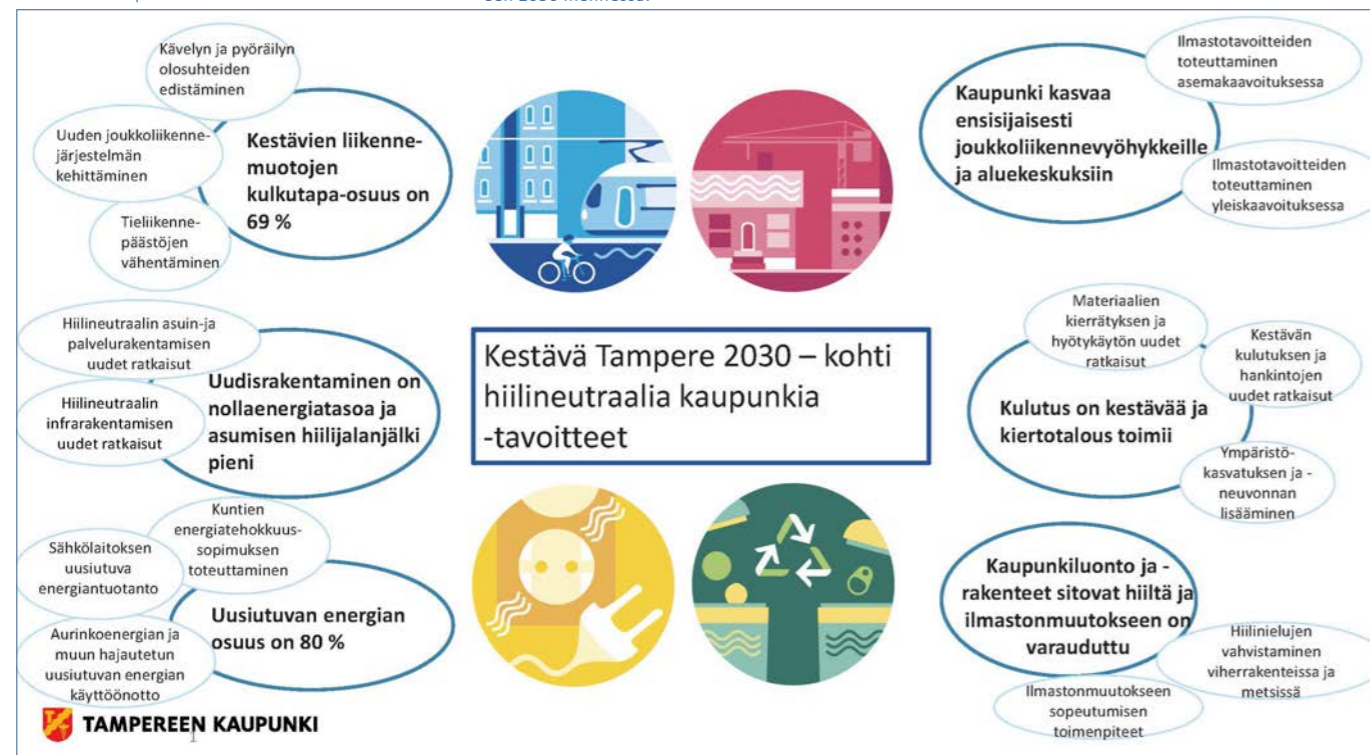 Kävelyn ja pyöräilyn
olosuhteiden
edistäminen
Uuden joukkoliikenne-
järjestelmän
kehittäminen
Tieliikenne-
päästöjen
vähentäminen
Kestävien liikenne-
muotojen
kulkutapa-osuus on
69 %
Kaupunki kasvaa
ensisijaisesti
joukkoliikennevyöhykkeille
ja aluekeskuksiin
Ilmastotavoitteiden
toteuttaminen
asemakaavoituksessa
Ilmastotavoitteiden
toteuttaminen
yleiskaavoituksessa
Hiilineutraalin asuin-ja
palvelurakentamisen
uudet ratkaisut
Hiilineutraalin
infrarakentamisen
uudet ratkaisut
Uudisrakentaminen on
nollaenergiatasoa ja
asumisen hiilijalanjälki
pieni
Kestävä Tampere 2030 – kohti
hiilineutraalia kaupunkia
-tavoitteet
Materiaalien
kierrätyksen ja
hyötykäytön uudet
ratkaisut
Kestävän
kulutuksen ja
hankintojen
uudet ratkaisut
Kulutus on kestävää ja
kiertotalous toimii
Ympäristö-
kasvatuksen ja -
neuvonnan
lisääminen
Kuntien
energiatehokkuus-
sopimuksen
toteuttaminen
Sähkölaitoksen
uusiutuva
energiantuotanto
Aurinkoenergian ja
muun hajautetun
uusiutuvan energian
käyttöönotto
Uusiutuvan energian
osuus on 80 %
Kaupunkiluonto ja -
rakenteet sitovat hiiltä ja
ilmastonmuutokseen on
varauduttu
Hiilinielujen
vahvistaminen
viherrakenteissa ja
metsissä
Ilmastonmuutokseen
sopeutumisen
toimenpiteet
TAMPEREEN KAUPUNKI
1